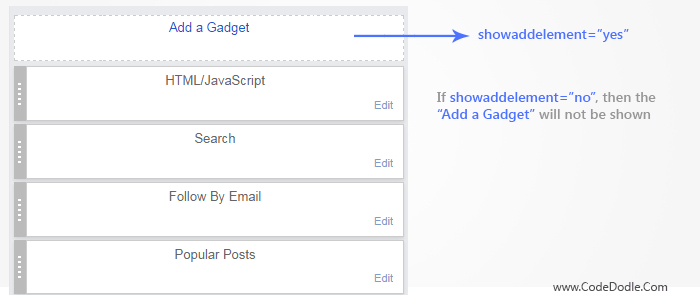 Add a Gadget
showaddelement=“yes”
HTML/JavaScript
Edit
If showaddelement=“no”, then the
“Add a Gadget” will not be shown
Search
Edit
Follow By Email
Edit
Popular Posts
Edit
www.CodeDodle.Com